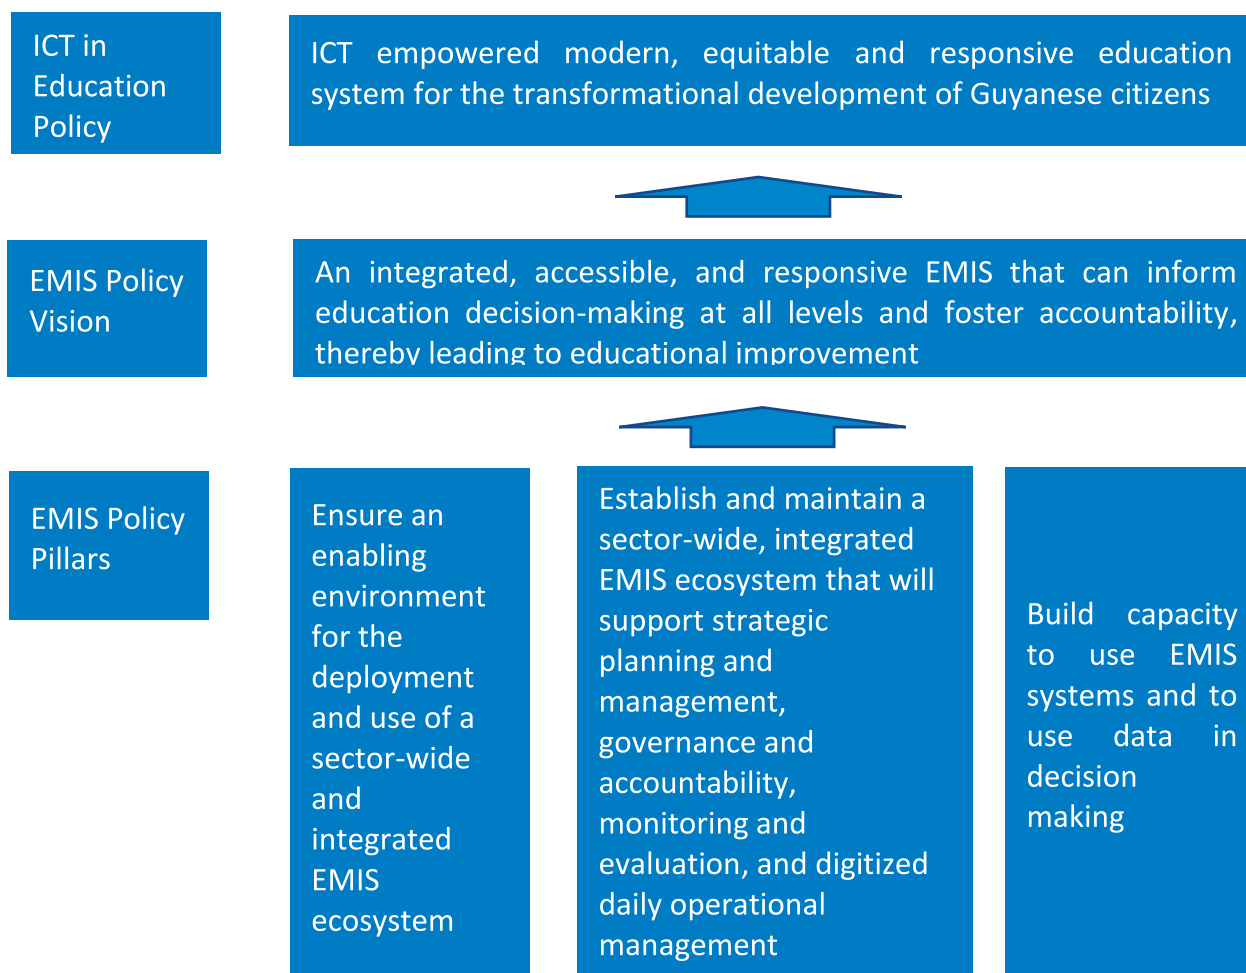 ICT in
Education
Policy
ICT empowered modern, equitable and responsive education
system for the transformational development of Guyanese citizens
EMIS Policy
Vision
An integrated, accessible, and responsive EMIS that can inform
education decision-making at all levels and foster accountability,
thereby leading to educational improvement
EMIS Policy
Pillars
Ensure an
enabling
environment
for the
deployment
and use of a
sector-wide
and
integrated
EMIS
ecosystem
Establish and maintain a
sector-wide, integrated
EMIS ecosystem that will
support strategic
planning and
management,
governance and
accountability,
monitoring and
evaluation, and digitized
daily operational
management
Build capacity
to use EMIS
systems and to
use data in
decision
making